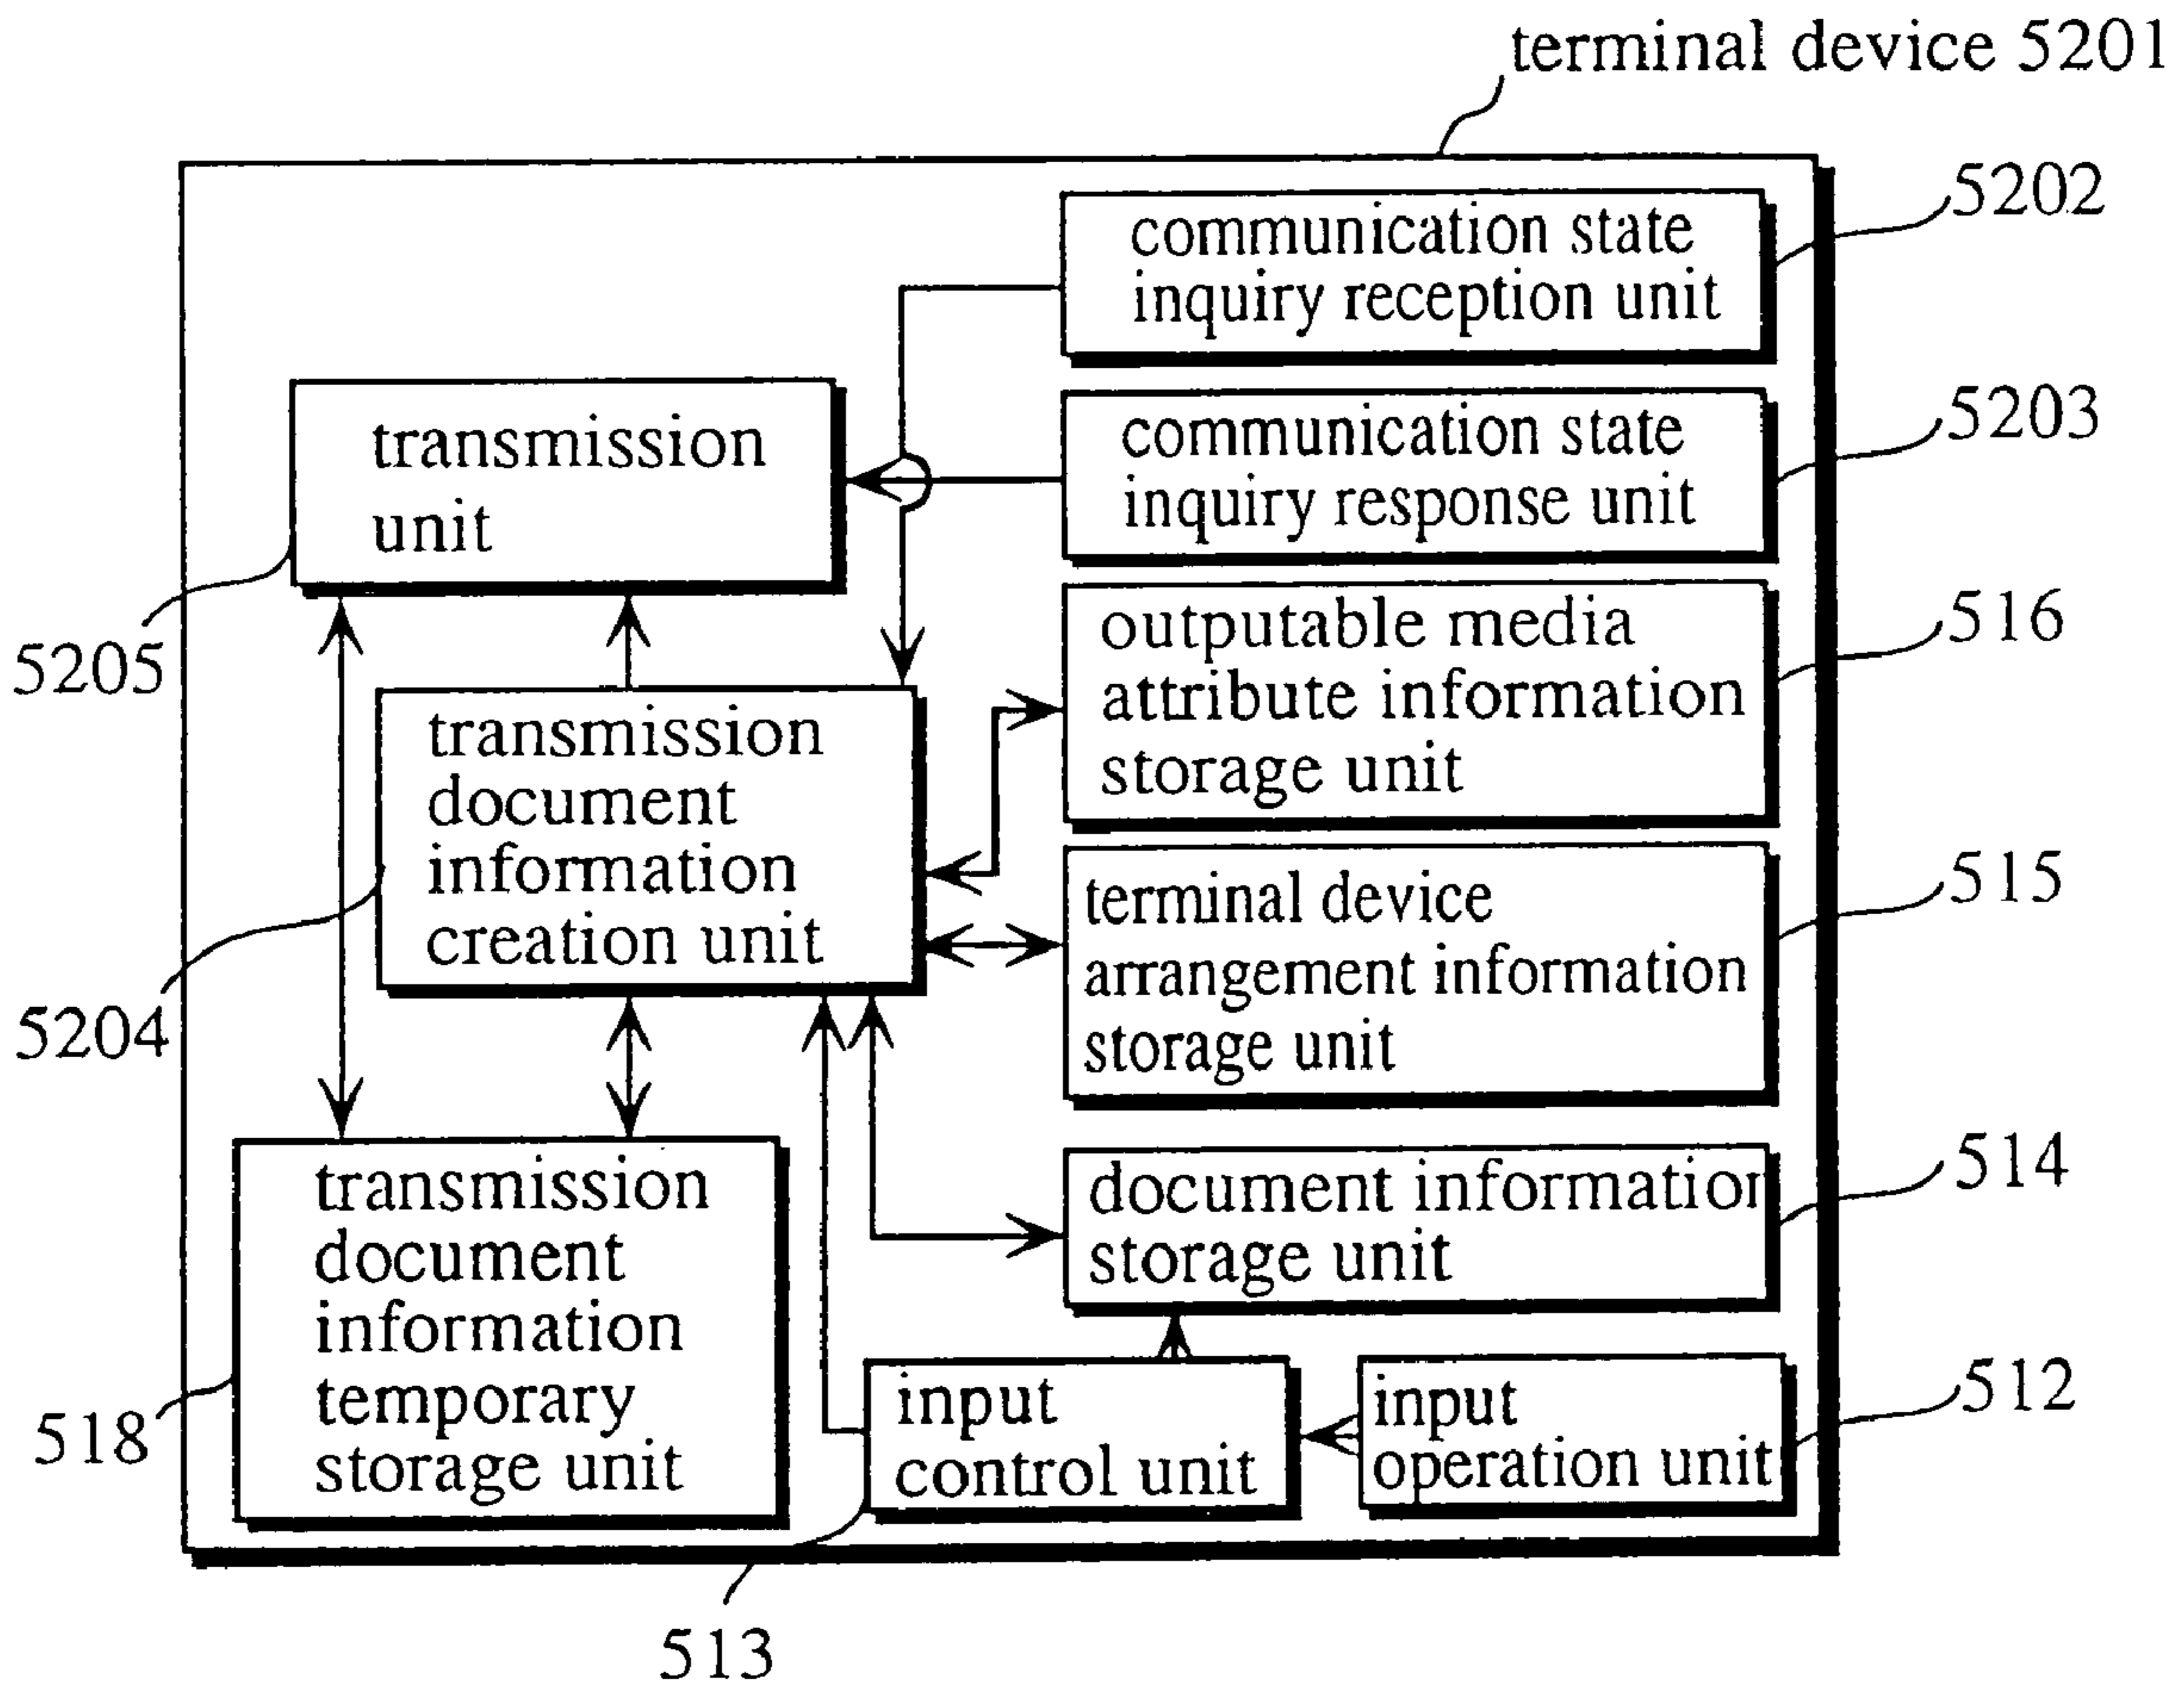 terminal device 5201
5202
communication state
inquiry reception unit
5203
communication state
inquiry response unit
transmission
unit
5205
516
outputable media
attribute information
storage unit
transmission
document
information
creation unit
5204
515
terminal device
arrangement information
storage unit
514
document information
storage unit
transmission
document
information
temporary
storage unit
518
input
control unit
513
input
operation unit
512